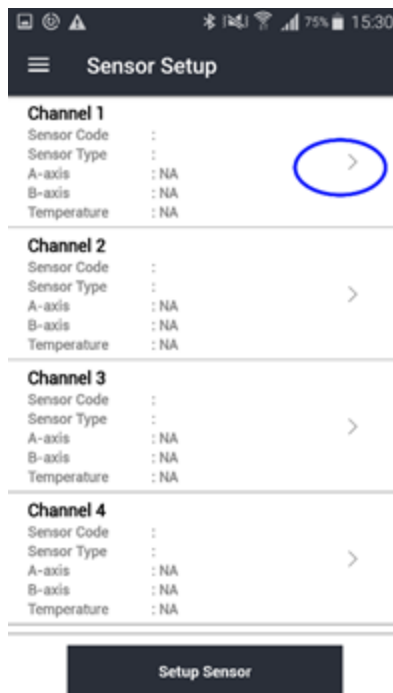 75% 15:30
Sensor Setup
Channel 1
Sensor Code :
Sensor Type :
A-axis : NA
B-axis : NA
Temperature : NA
Channel 2
Sensor Code :
Sensor Type :
A-axis : NA
B-axis : NA
Temperature : NA
Channel 3
Sensor Code :
Sensor Type :
A-axis : NA
B-axis : NA
Temperature : NA
Channel 4
Sensor Code :
Sensor Type :
A-axis : NA
B-axis : NA
Temperature : NA
Setup Sensor